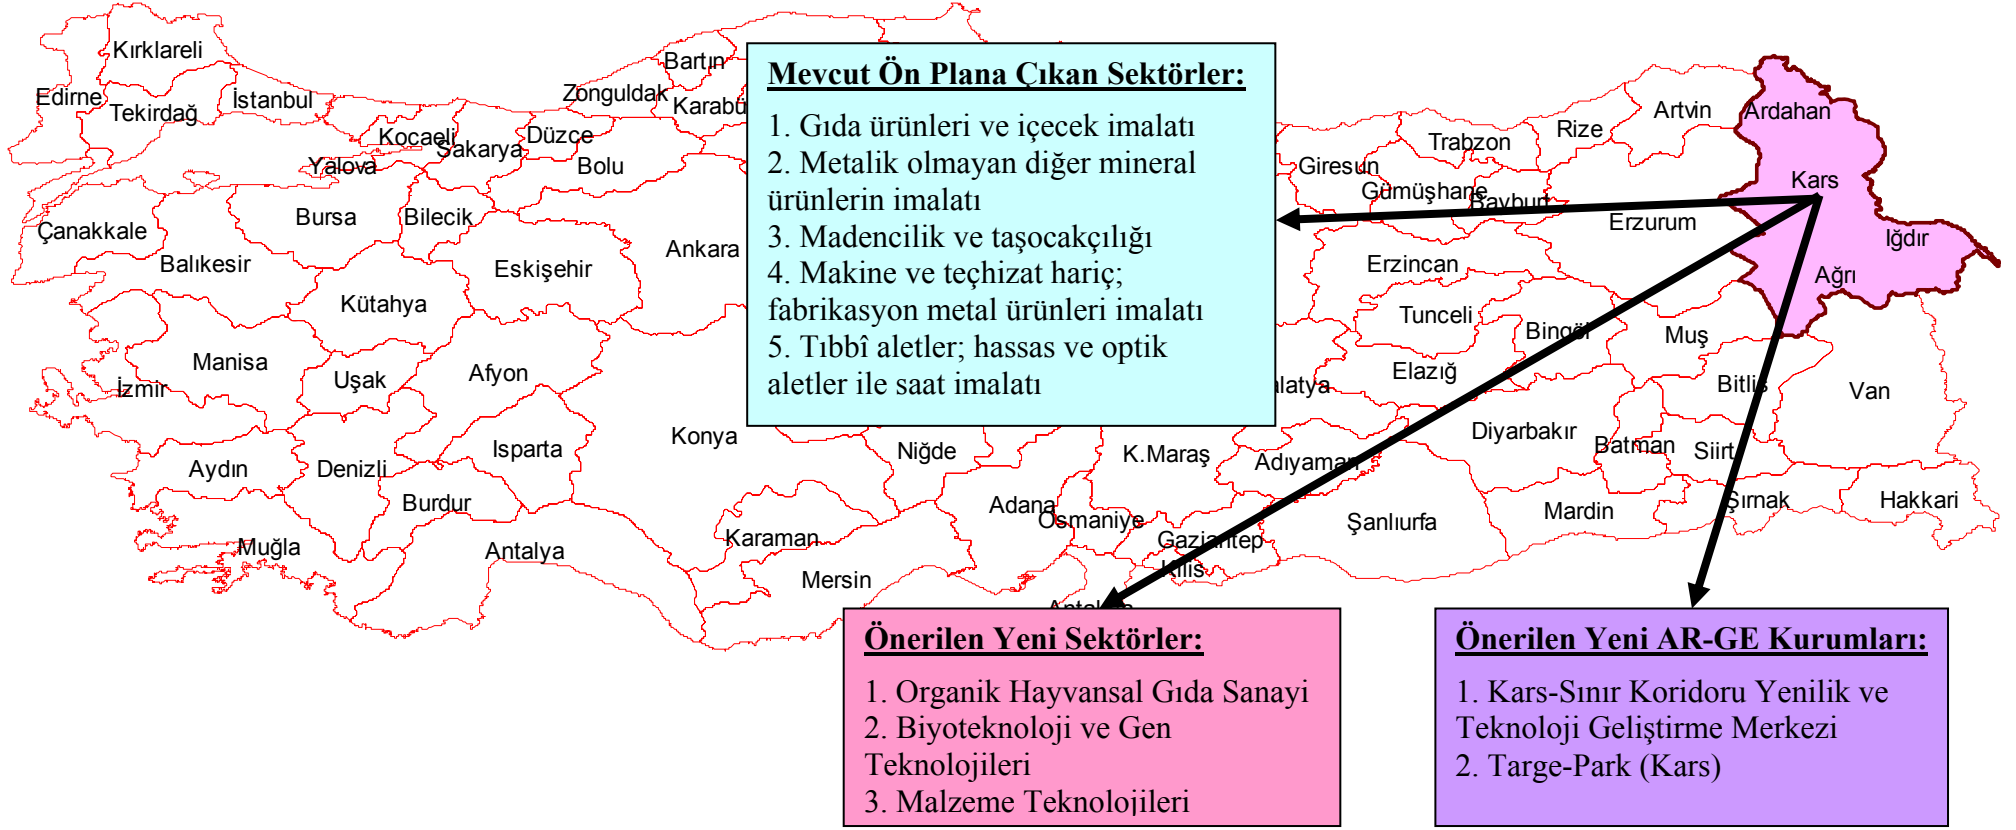 Kırklareli
Edirne
Tekirdağ
İstanbul
Kocaeli
Sakarya
Yalova
Düzce
Bolu
Zonguldak
Bartın
Karabü
Çanakkale
Balıkesir
Bursa
Bilecik
Eskişehir
Ankara
Kütahya
Manisa
İzmir
Uşak
Afyon
Aydın
Denizli
Isparta
Burdur
Muğla
Antalya
Konya
Karaman
Mersin
Niğde
Adana
Osmaniye
K.Maraş
Adıyaman
Gaziantep
Kilis
Şanlıurfa
Mardin
Diyarbakır
Batman
Siirt
Şırnak
Hakkari
Van
Bitlis
Muş
Bingöl
Elazığ
Tunceli
Erzincan
Erzurum
Bayburt
Gümüşhane
Giresun
Trabzon
Rize
Artvin
Ardahan
Kars
Iğdır
Ağrı
alatya
Mevcut Ön Plana Çıkan Sektörler:
1. Gıda ürünleri ve içecek imalatı
2. Metalik olmayan diğer mineral
ürünlerin imalatı
3. Madencilik ve taşocakçılığı
4. Makine ve teçhizat hariç;
fabrikasyon metal ürünleri imalatı
5. Tıbbî aletler; hassas ve optik
aletler ile saat imalatı
Önerilen Yeni Sektörler:
1. Organik Hayvansal Gıda Sanayi
2. Biyoteknoloji ve Gen
Teknolojileri
3. Malzeme Teknolojileri
Önerilen Yeni AR-GE Kurumları:
1. Kars-Sınır Koridoru Yenilik ve
Teknoloji Geliştirme Merkezi
2. Targe-Park (Kars)